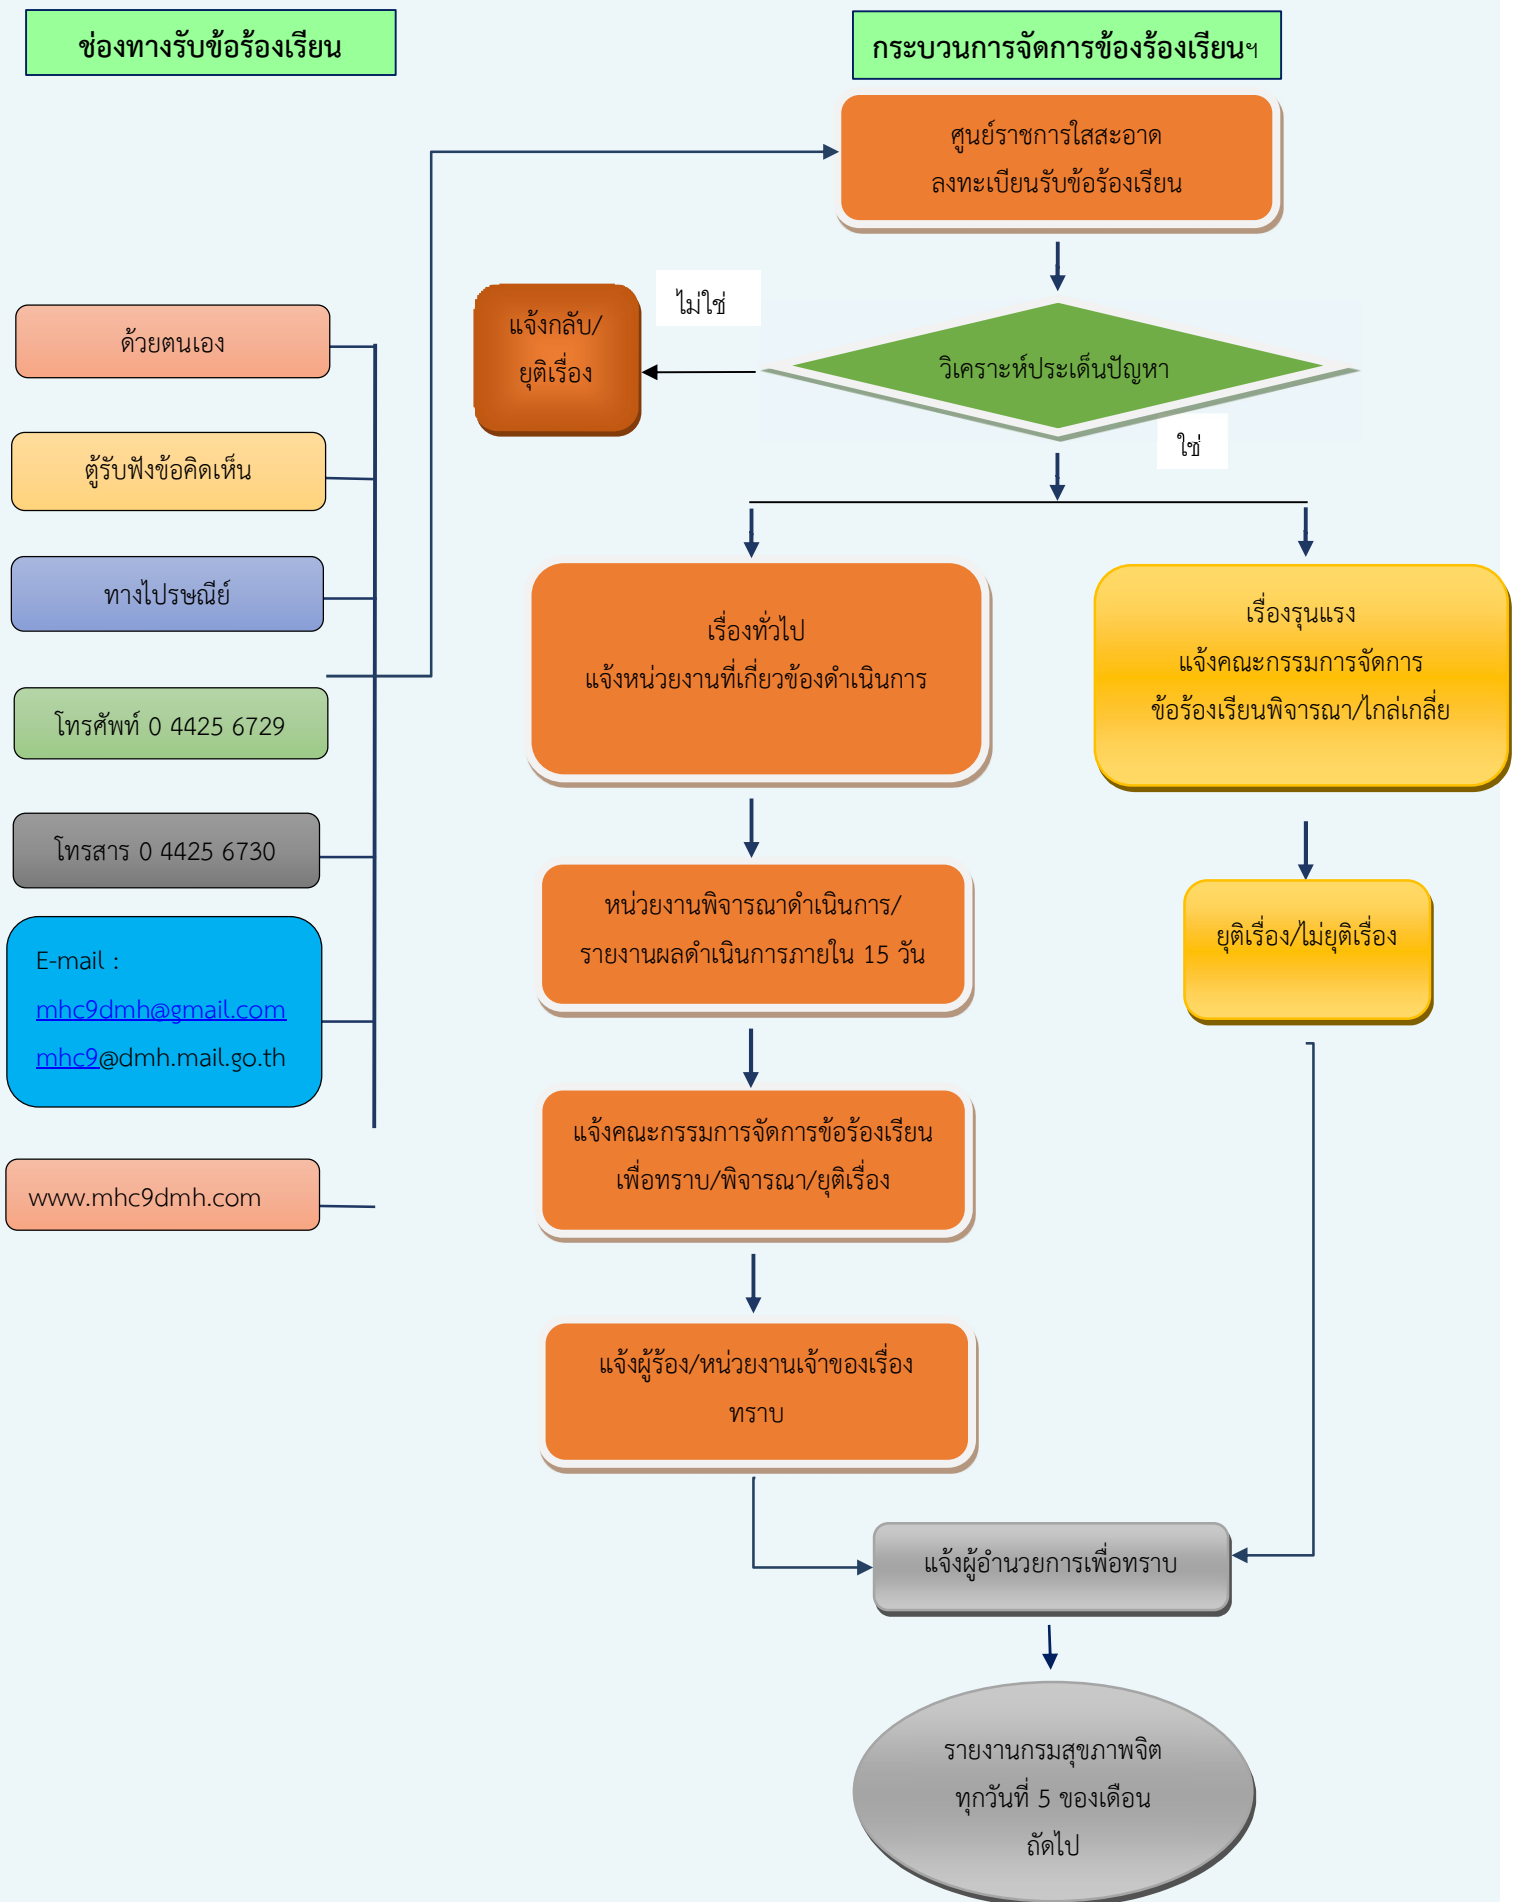 ช่องทางรับข้อร้องเรียน
ด้วยตนเอง
ตู้รับฟังข้อคิดเห็น
ทางไปรษณีย์
โทรศัพท์ 0 4425 6729
โทรสาร 0 4425 6730
E-mail :
mhc9dmh@gmail.com
mhc9@dmh.mail.go.th
www.mhc9dmh.com
กระบวนการจัดการข้องร้องเรียนฯ
ศูนย์ราชการใสสะอาด
ลงทะเบียนรับข้อร้องเรียน
วิเคราะห์ประเด็นปัญหา
ไม่ใช่
แจ้งกลับ/
ยุติเรื่อง
ใช่
เรื่องทั่วไป
แจ้งหน่วยงานที่เกี่ยวข้องดำเนินการ
หน่วยงานพิจารณาดำเนินการ/
รายงานผลดำเนินการภายใน 15 วัน
แจ้งคณะกรรมการจัดการข้อร้องเรียน
เพื่อทราบ/พิจารณา/ยุติเรื่อง
แจ้งผู้ร้อง/หน่วยงานเจ้าของเรื่อง
ทราบ
เรื่องรุนแรง
แจ้งคณะกรรมการจัดการ
ข้อร้องเรียนพิจารณา/ไกล่เกลี่ย
ยุติเรื่อง/ไม่ยุติเรื่อง
แจ้งผู้อำนวยการเพื่อทราบ
รายงานกรมสุขภาพจิต
ทุกวันที่ 5 ของเดือน
ถัดไป